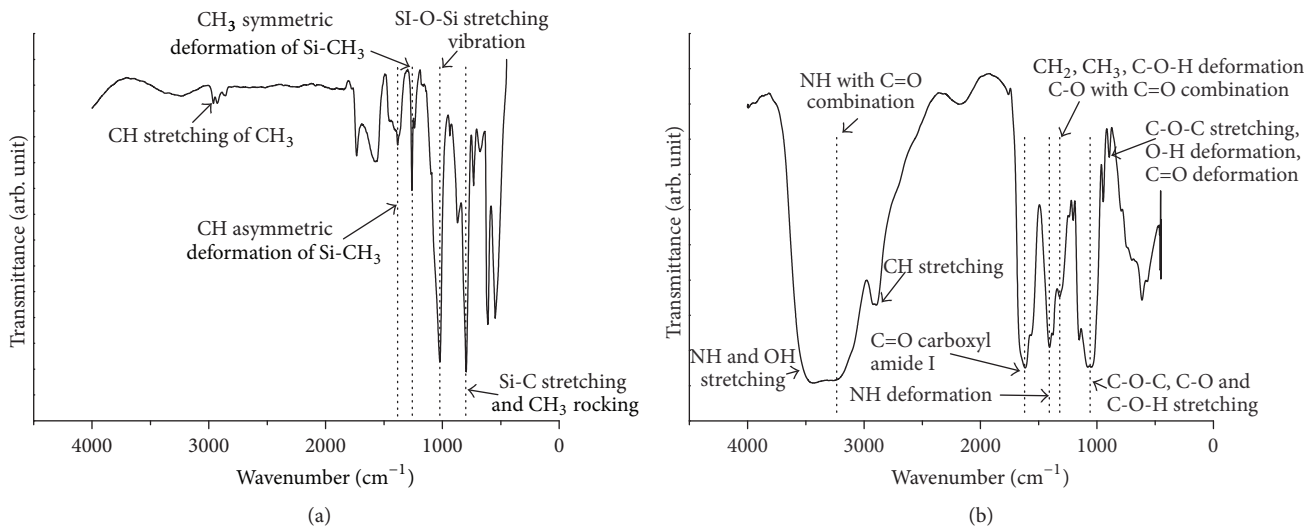 CH₃ symmetric
deformation of Si-CH₃
SI-O-Si stretching
vibration
CH stretching of CH₃
CH asymmetric
deformation of Si-CH₃
Si-C stretching
and CH₃ rocking
Transmittance (arb. unit)
4000 3000 2000 1000 0
Wavenumber (cm⁻¹)
(a)
NH with C=O
combination
CH₂, CH₃, C-O-H deformation
C-O with C=O combination
C-O-C stretching,
O-H deformation,
C=O deformation
CH stretching
NH and OH
stretching
C=O carboxyl
amide I
NH deformation
C-O-C, C-O and
C-O-H stretching
Transmittance (arb. unit)
4000 3000 2000 1000 0
Wavenumber (cm⁻¹)
(b)